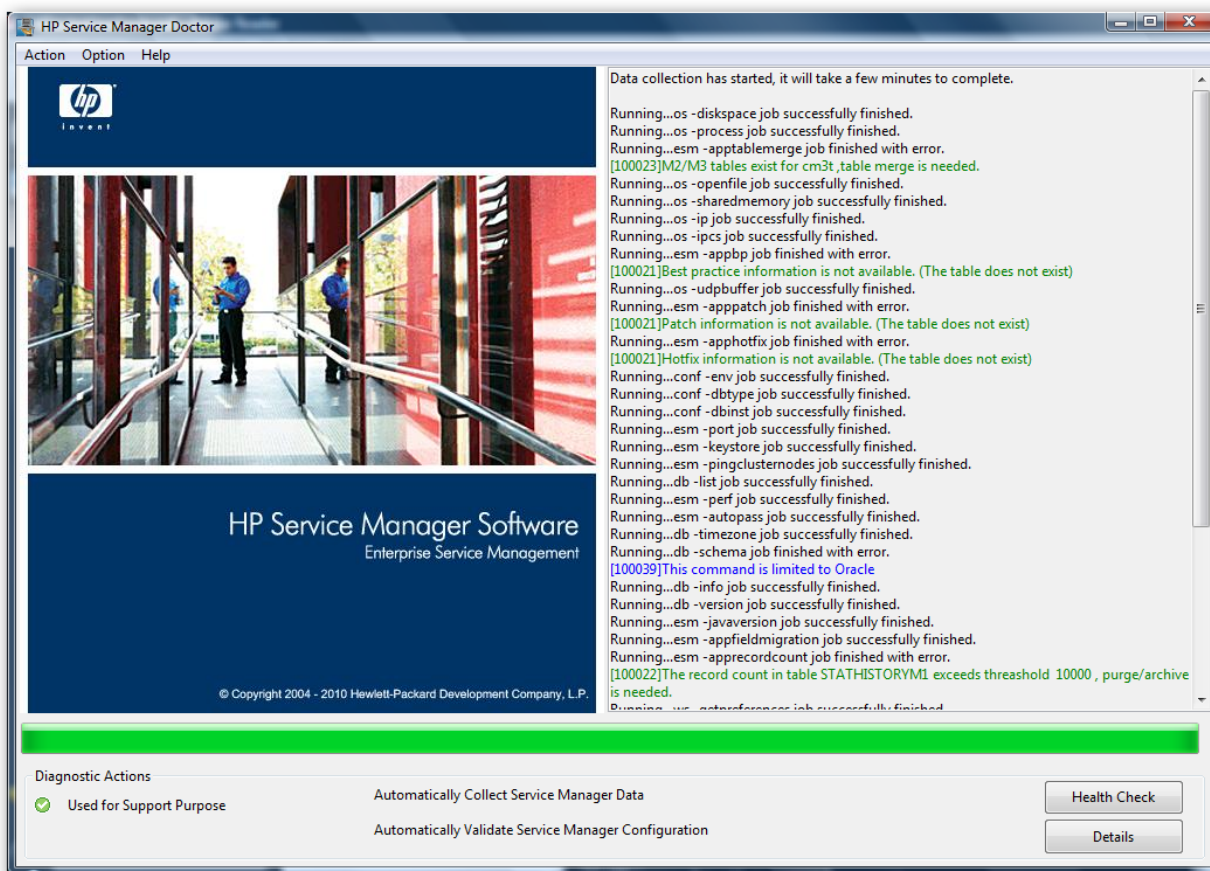 HP Service Manager Doctor
Action Option Help
hp
invent
HP Service Manager Software
Enterprise Service Management
© Copyright 2004 - 2010 Hewlett-Packard Development Company, L.P.
Data collection has started, it will take a few minutes to complete.
Running...os -diskspace job successfully finished.
Running...os -process job successfully finished.
Running...esm -apptablemerge job finished with error.
[100023]M2/M3 tables exist for cm3t ,table merge is needed.
Running...os -openfile job successfully finished.
Running...os -sharedmemory job successfully finished.
Running...os -ip job successfully finished.
Running...os -ipcs job successfully finished.
Running...esm -appbp job finished with error.
[100021]Best practice information is not available. (The table does not exist)
Running...os -udpbuffer job successfully finished.
Running...esm -apppatch job finished with error.
[100021]Patch information is not available. (The table does not exist)
Running...esm -apphotfix job finished with error.
[100021]Hotfix information is not available. (The table does not exist)
Running...conf -env job successfully finished.
Running...conf -dbtype job successfully finished.
Running...conf -dbinst job successfully finished.
Running...esm -port job successfully finished.
Running...esm -keystore job successfully finished.
Running...esm -pingclusternodes job successfully finished.
Running...db -list job successfully finished.
Running...esm -perf job successfully finished.
Running...esm -autopass job successfully finished.
Running...db -timezone job successfully finished.
Running...db -schema job finished with error.
[100039]This command is limited to Oracle
Running...db -info job successfully finished.
Running...db -version job successfully finished.
Running...esm -javaversion job successfully finished.
Running...esm -appfieldmigration job successfully finished.
Running...esm -apprecordcount job finished with error.
[100022]The record count in table STATHISTORYM1 exceeds threashold 10000 , purge/archive
is needed.
Running...ws -getpreferences job successfully finished.
Diagnostic Actions
Used for Support Purpose
Automatically Collect Service Manager Data
Automatically Validate Service Manager Configuration
Health Check
Details